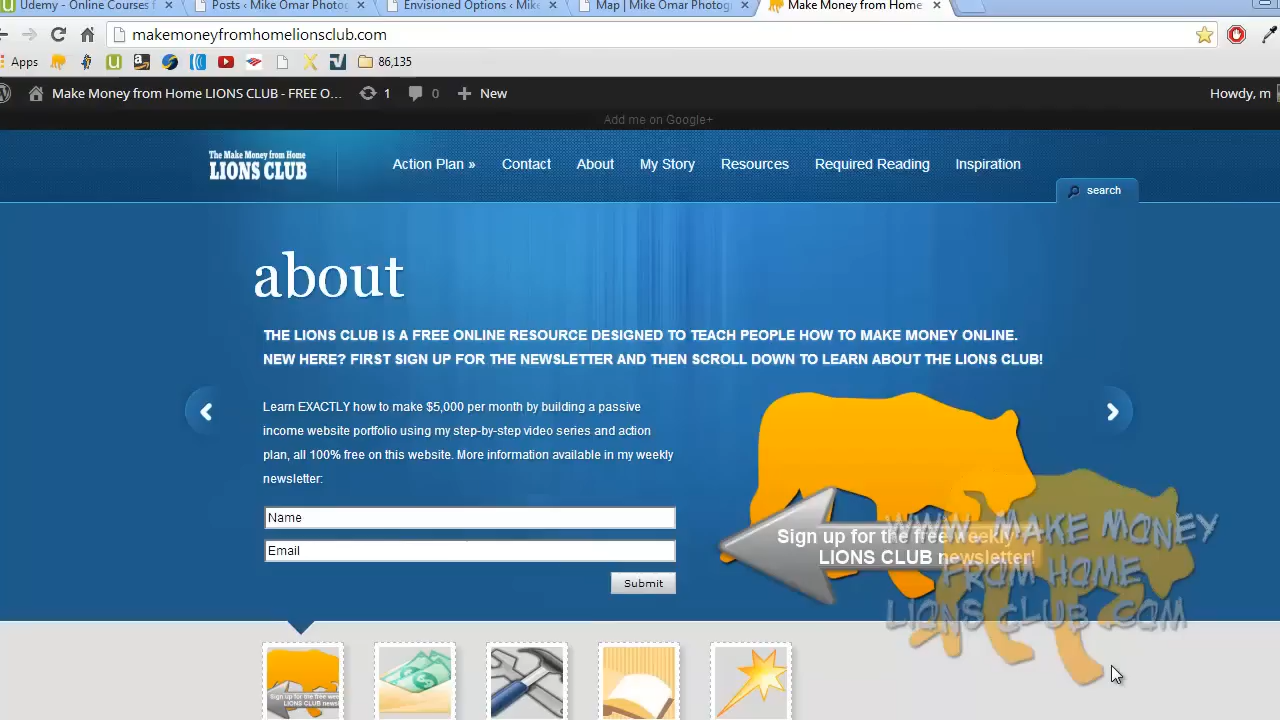 Udemy - Online Courses f
Posts ‹ Mike Omar Photog
Envisioned Options ‹ Mik
Map | Mike Omar Photog
Make Money from Home
makemoneyfromhomelionsclub.com
Apps
86,135
Make Money from Home LIONS CLUB - FREE O...
1
0
New
Howdy, m
Add me on Google+
The Make Money from Home
LIONS CLUB
Action Plan »
Contact
About
My Story
Resources
Required Reading
Inspiration
search
about
THE LIONS CLUB IS A FREE ONLINE RESOURCE DESIGNED TO TEACH PEOPLE HOW TO MAKE MONEY ONLINE.
NEW HERE? FIRST SIGN UP FOR THE NEWSLETTER AND THEN SCROLL DOWN TO LEARN ABOUT THE LIONS CLUB!
Learn EXACTLY how to make $5,000 per month by building a passive
income website portfolio using my step-by-step video series and action
plan, all 100% free on this website. More information available in my weekly
newsletter:
Name
Email
Submit
Sign up for the free weekly
LIONS CLUB newsletter!
WWW.MAKE MONEY
FROM HOME
LIONS CLUB.COM